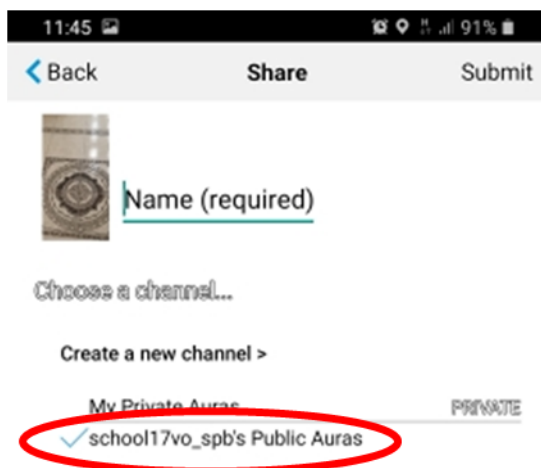 11:45 91%
Back Share Submit
Name (required)
Choose a channel...
Create a new channel >
My Private Auras PRIVATE
school17vo_spb's Public Auras